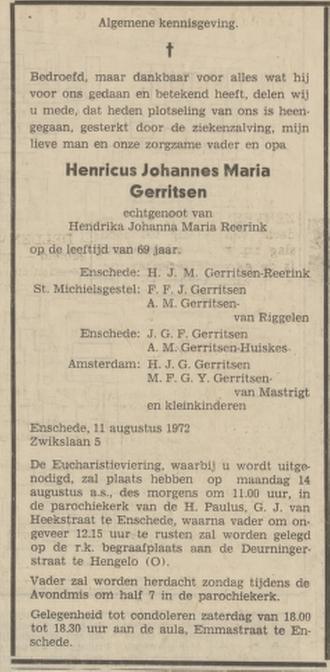 Algemene kennisgeving.
†
Bedroefd, maar dankbaar voor alles wat hij
voor ons gedaan en betekend heeft, delen wij
u mede, dat heden plotseling van ons is heen-
gegaan, gesterkt door de ziekenzalving, mijn
lieve man en onze zorgzame vader en opa
Henricus Johannes Maria
Gerritsen
echtgenoot van
Hendrika Johanna Maria Reerink
op de leeftijd van 69 jaar.
Enschede: H. J. M. Gerritsen-Reerink
St. Michielsgestel: F. F. J. Gerritsen
A. M. Gerritsen-
van Riggelen
Enschede: J. G. F. Gerritsen
A. M. Gerritsen-Huiskes
Amsterdam: H. J. G. Gerritsen
M. F. G. Y. Gerritsen-
van Mastrigt
en kleinkinderen
Enschede, 11 augustus 1972
Zwikslaan 5
De Eucharistieviering, waarbij u wordt uitge-
nodigd, zal plaats hebben op maandag 14
augustus a.s., des morgens om 11.00 uur, in
de parochiekerk van de H. Paulus, G. J. van
Heekstraat te Enschede, waarna vader om on-
geveer 12.15 uur te rusten zal worden gelegd
op de r.k. begraafplaats aan de Deurninger-
straat te Hengelo (O).
Vader zal worden herdacht zondag tijdens de
Avondmis om half 7 in de parochiekerk.
Gelegenheid tot condoleren zaterdag van 18.00
tot 18.30 uur aan de aula, Emmastraat te En-
schede.